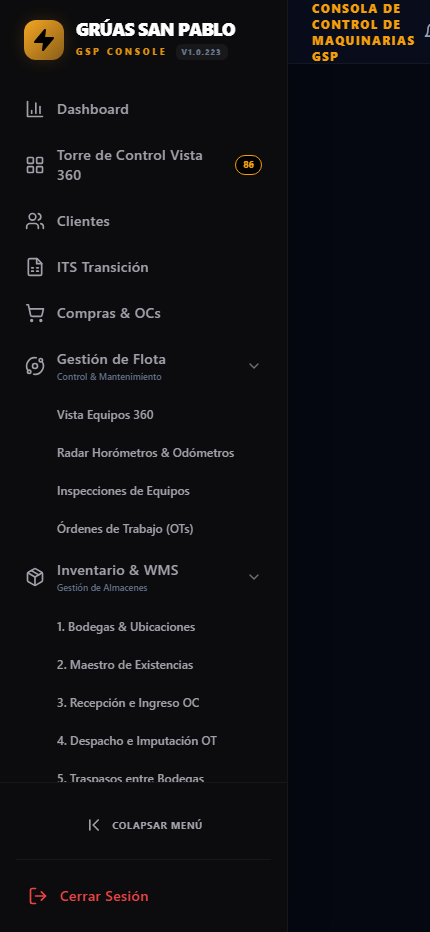 GRÚAS SAN PABLO
GSP CONSOLE V1.0.223
CONSOLA DE
CONTROL DE
MAQUINARIAS
GSP
Dashboard
Torre de Control Vista
360
86
Clientes
ITS Transición
Compras & OCs
Gestión de Flota
Control & Mantenimiento
Vista Equipos 360
Radar Horómetros & Odómetros
Inspecciones de Equipos
Órdenes de Trabajo (OTs)
Inventario & WMS
Gestión de Almacenes
1. Bodegas & Ubicaciones
2. Maestro de Existencias
3. Recepción e Ingreso OC
4. Despacho e Imputación OT
5. Traspasos entre Bodegas
COLAPSAR MENÚ
Cerrar Sesión